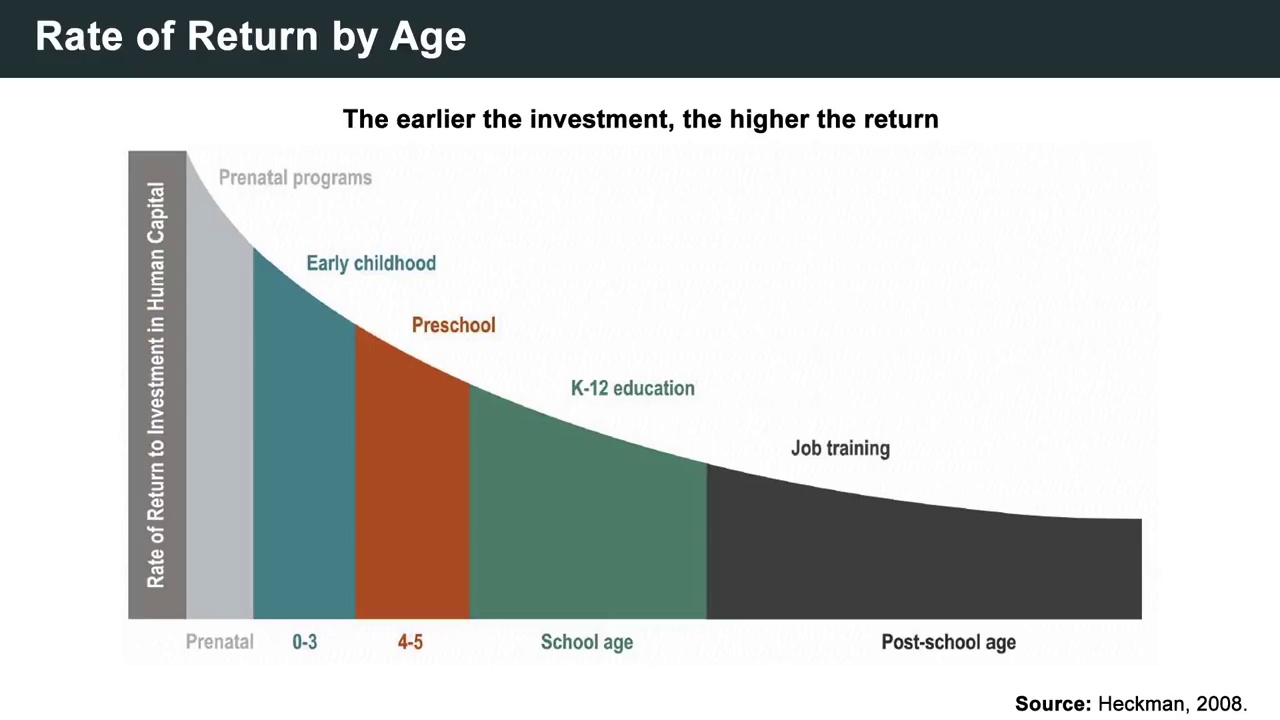 Rate of Return by Age
The earlier the investment, the higher the return
Rate of Return to Investment in Human Capital
Prenatal programs
Early childhood
Preschool
K-12 education
Job training
Prenatal
0-3
4-5
School age
Post-school age
Source: Heckman, 2008.